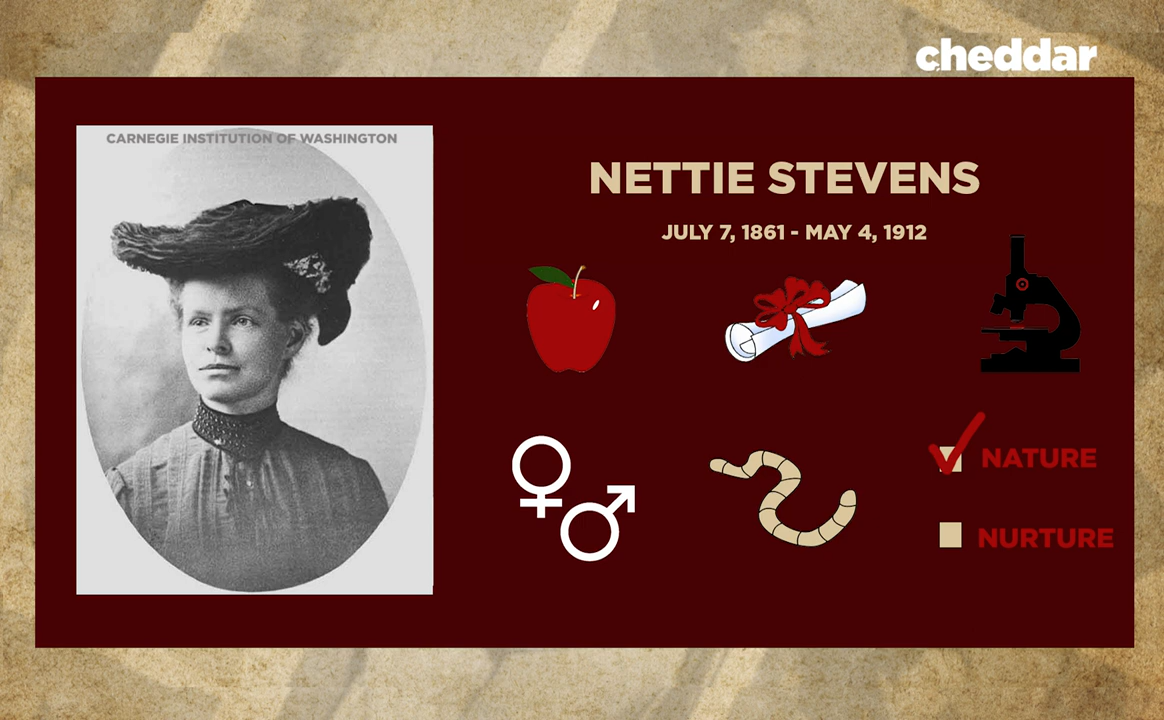 cheddar
CARNEGIE INSTITUTION OF WASHINGTON
NETTIE STEVENS
JULY 7, 1861 - MAY 4, 1912
NATURE
NURTURE